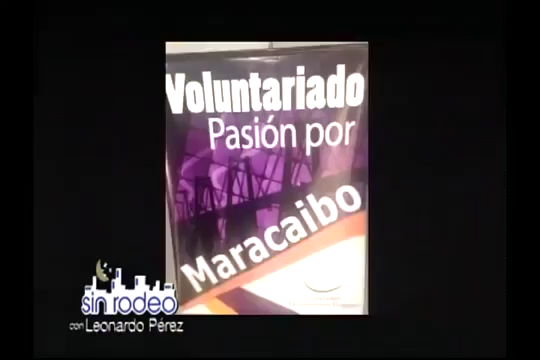 Voluntariado
Pasión por
Maracaibo
sin rodeo
con Leonardo Pérez